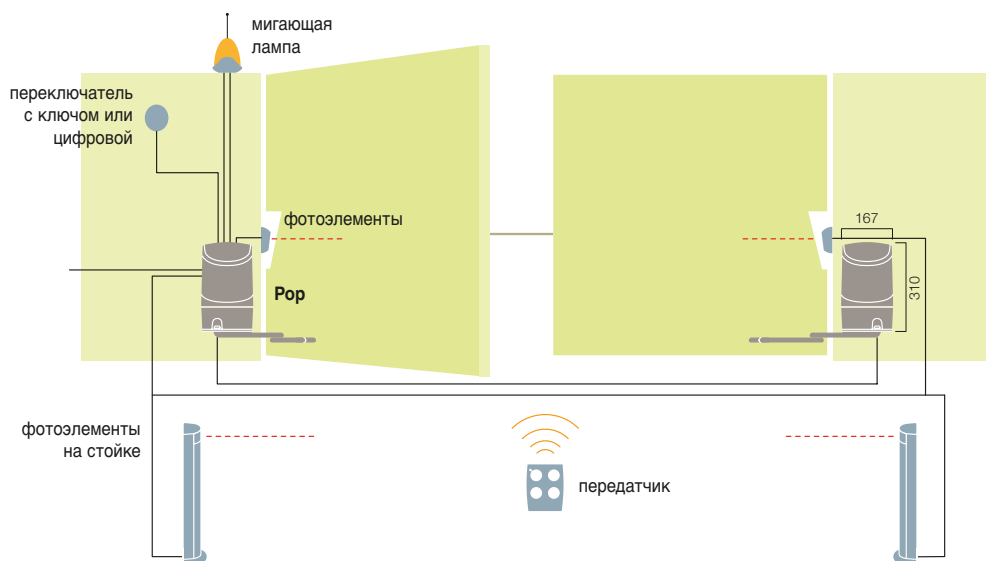 мигающая
лампа
переключатель
с ключом или
цифровой
фотоэлементы
167
310
Pop
фотоэлементы
на стойке
передатчик